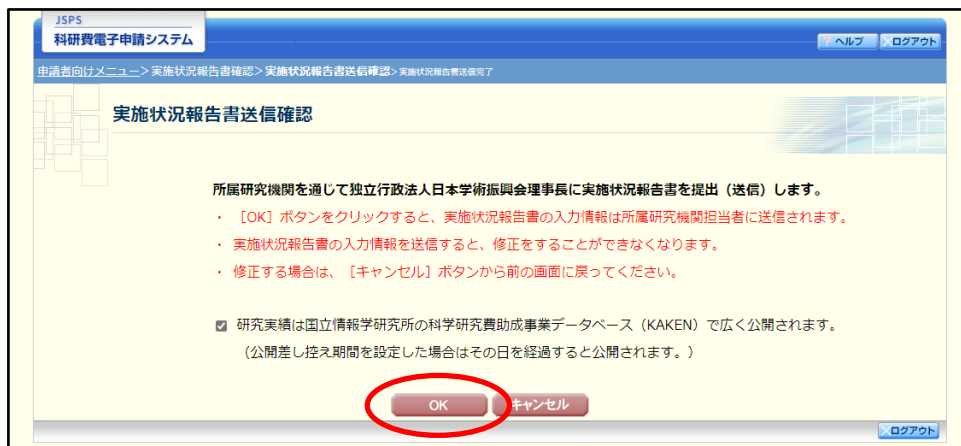 JSPS
科研費電子申請システム
? ヘルプ
ログアウト
申請者向けメニュー>実施状況報告書確認>実施状況報告書送信確認>実施状況報告書送信完了
実施状況報告書送信確認
所属研究機関を通じて独立行政法人日本学術振興会理事長に実施状況報告書を提出(送信)します。
・ [OK]ボタンをクリックすると、実施状況報告書の入力情報は所属研究機関担当者に送信されます。
・ 実施状況報告書の入力情報を送信すると、修正をすることができなくなります。
・ 修正する場合は、[キャンセル]ボタンから前の画面に戻ってください。
研究実績は国立情報学研究所の科学研究費助成事業データベース(KAKEN)で広く公開されます。
(公開差し控え期間を設定した場合はその日を経過すると公開されます。)
OK
キャンセル
ログアウト